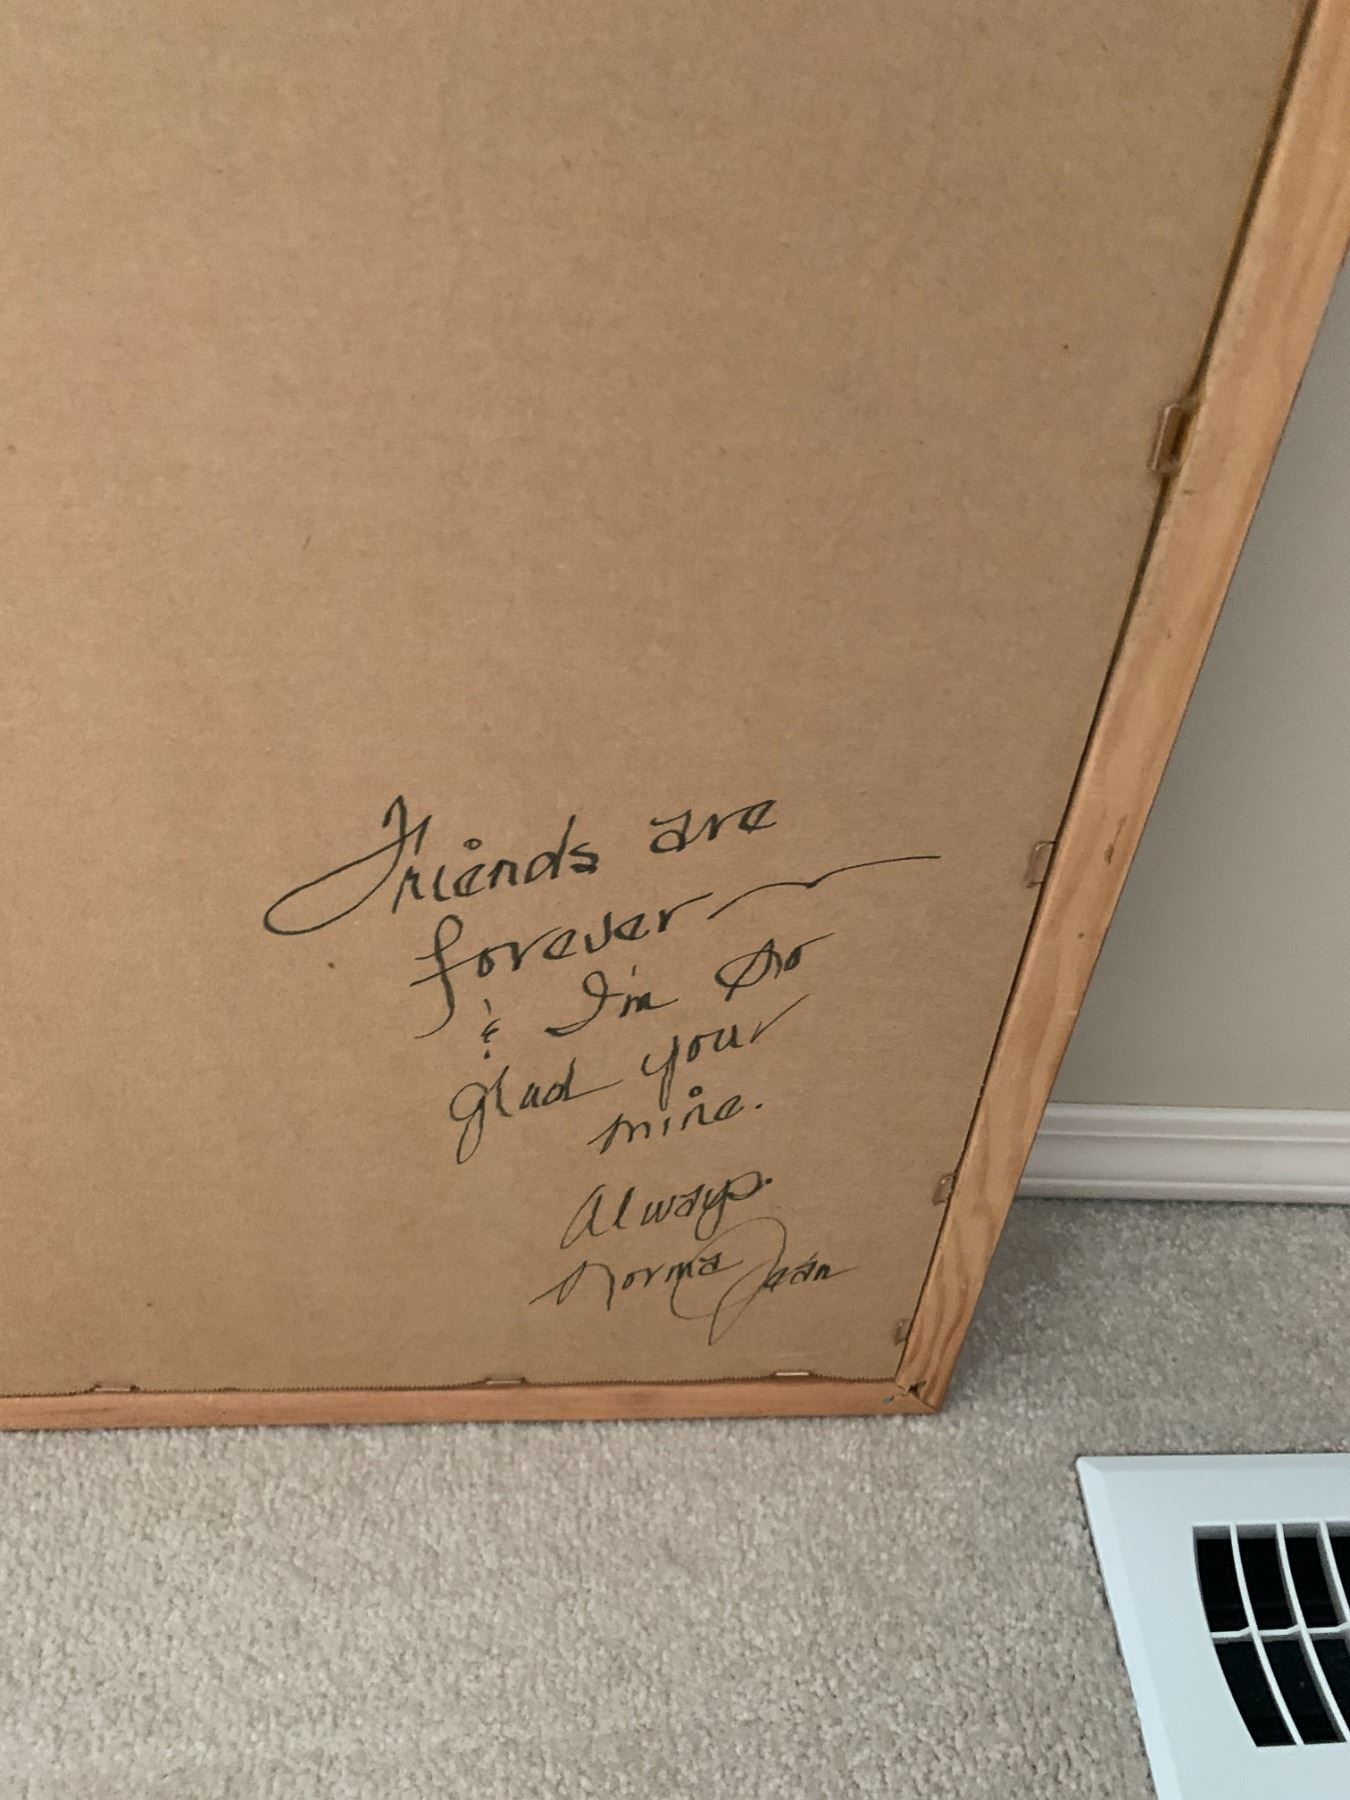 Friends are
forever
& I'm so
glad your
mine.
Always.
Norma Jean